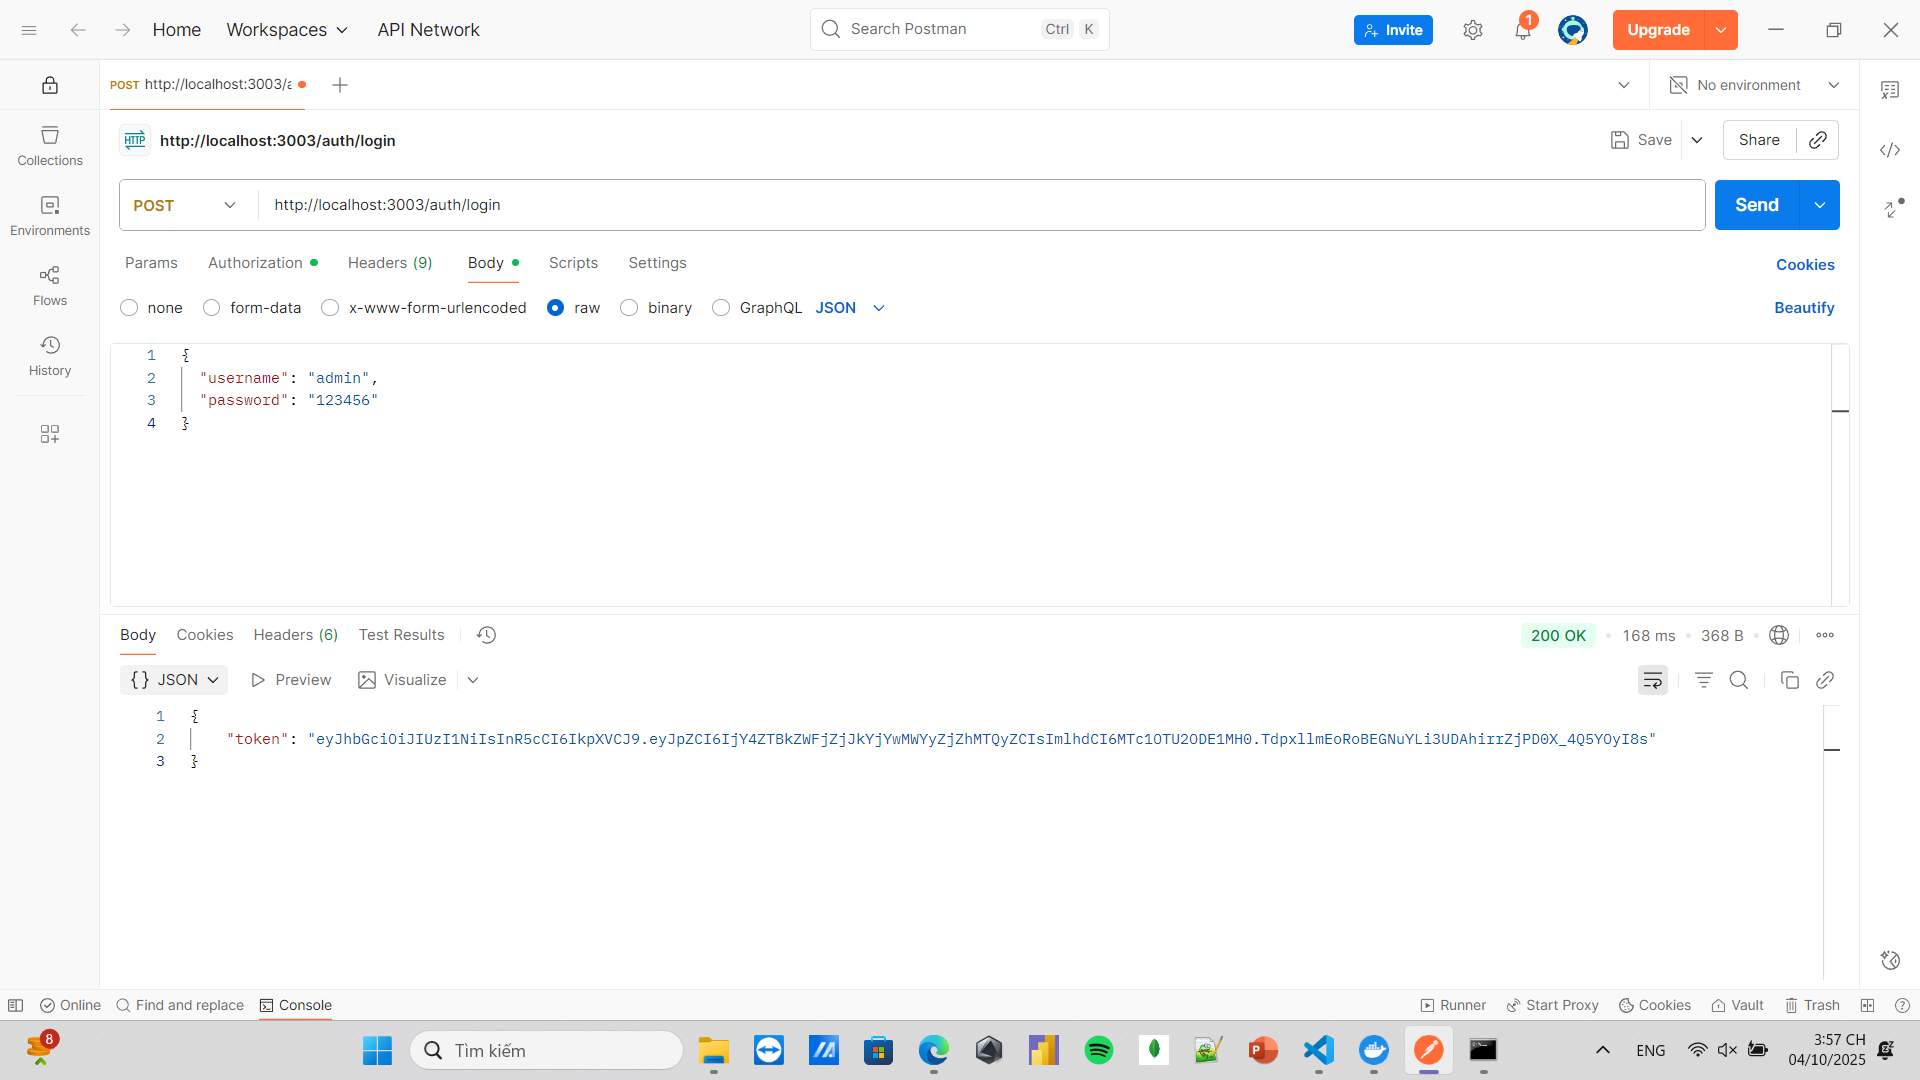 Home
Workspaces
API Network
Search Postman
Ctrl
K
Invite
1
Upgrade
POST http://localhost:3003/a
No environment
HTTP
http://localhost:3003/auth/login
Save
Share
Collections
Environments
Flows
History
POST
http://localhost:3003/auth/login
Send
Params
Authorization
Headers (9)
Body
Scripts
Settings
Cookies
none
form-data
x-www-form-urlencoded
raw
binary
GraphQL
JSON
Beautify
1 {
2 "username": "admin",
3 "password": "123456"
4 }
Body
Cookies
Headers (6)
Test Results
200 OK
168 ms
368 B
{} JSON
Preview
Visualize
1 {
2 "token": "eyJhbGciOiJIUzI1NiIsInR5cCI6IkpXVCJ9.eyJpZCI6IjY4ZTBkZWFjZjJkYjYwMWYyZjZhMTQyZCIsImlhdCI6MTc1OTU2ODE1MH0.TdpxllmEoRoBEGNuYLi3UDAhirrZjPD0X_4Q5YOyI8s"
3 }
Online
Find and replace
Console
Runner
Start Proxy
Cookies
Vault
Trash
8
Tìm kiếm
ENG
3:57 CH
04/10/2025